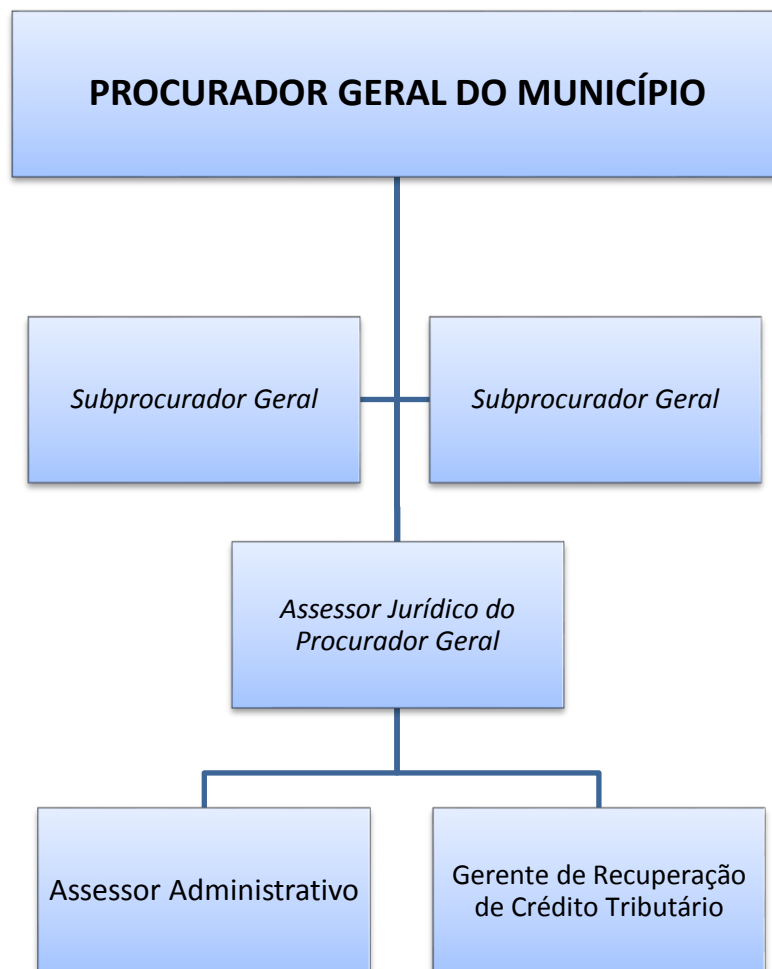 PROCURADOR GERAL DO MUNICÍPIO
Subprocurador Geral
Subprocurador Geral
Assessor Jurídico do
Procurador Geral
Assessor Administrativo
Gerente de Recuperação
de Crédito Tributário